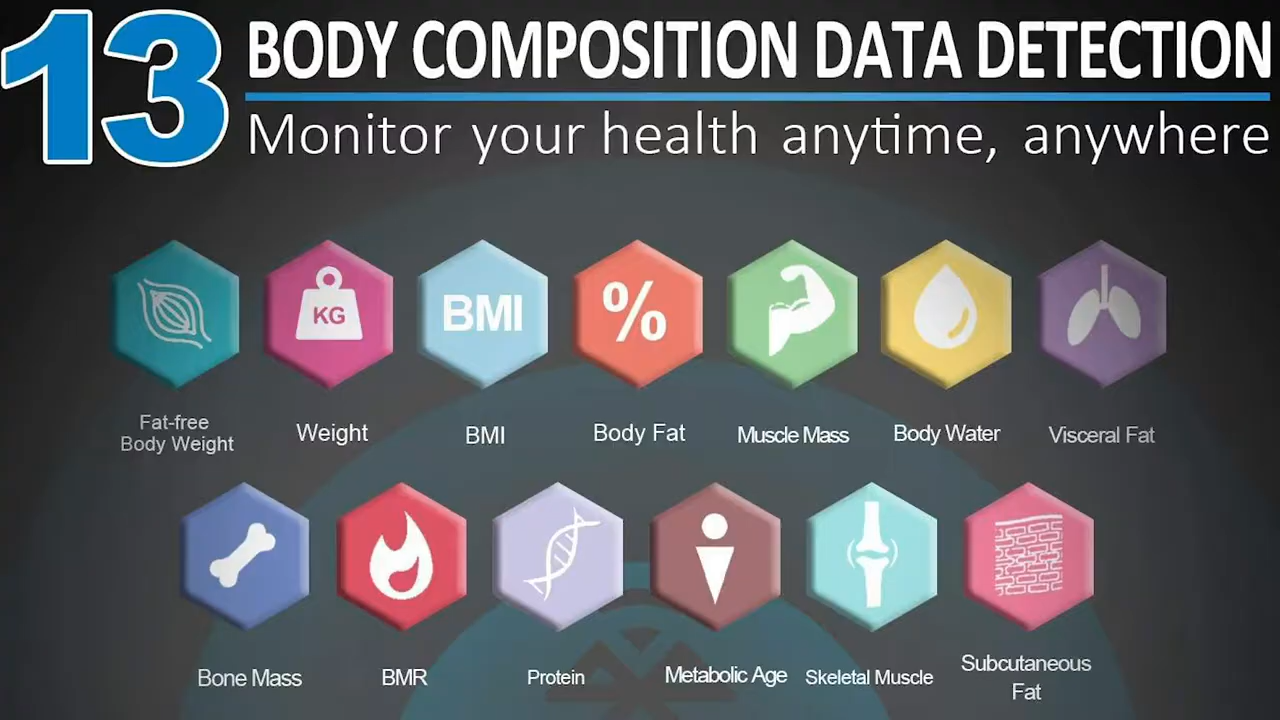 13
BODY COMPOSITION DATA DETECTION
Monitor your health anytime, anywhere
KG
BMI
%
Fat-free
Body Weight
Weight
BMI
Body Fat
Muscle Mass
Body Water
Visceral Fat
Bone Mass
BMR
Protein
Metabolic Age
Skeletal Muscle
Subcutaneous
Fat